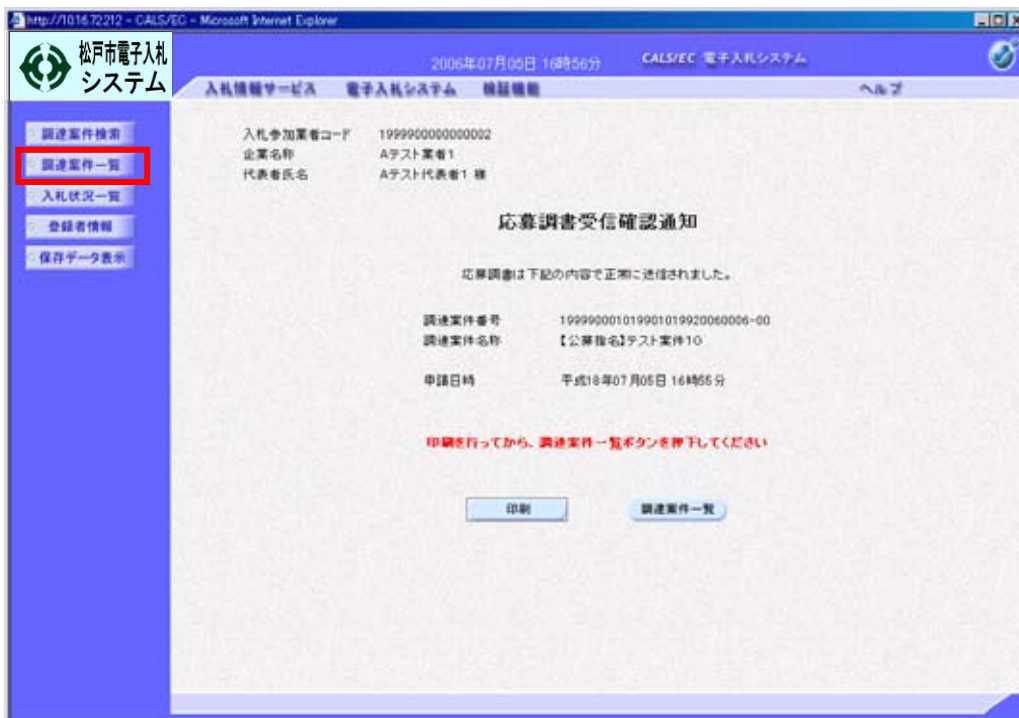 http://10.16.72.212 - CALS/EC - Microsoft Internet Explorer
松戸市電子入札
システム
2006年07月05日 16時56分
CALS/EC 電子入札システム
入札情報サービス 電子入札システム 検証機能 ヘルプ
調達案件検索
調達案件一覧
入札状況一覧
登録者情報
保存データ表示
入札参加業者コード 1999900000000002
企業名称 Aテスト業者1
代表者氏名 Aテスト代表者1 様
応募調書受信確認通知
応募調書は下記の内容で正常に送信されました。
調達案件番号 199990001019901019920060006-00
調達案件名称 【公募指名】テスト案件10
申請日時 平成18年07月05日 16時55分
印刷を行ってから、調達案件一覧ボタンを押下してください
印刷
調達案件一覧